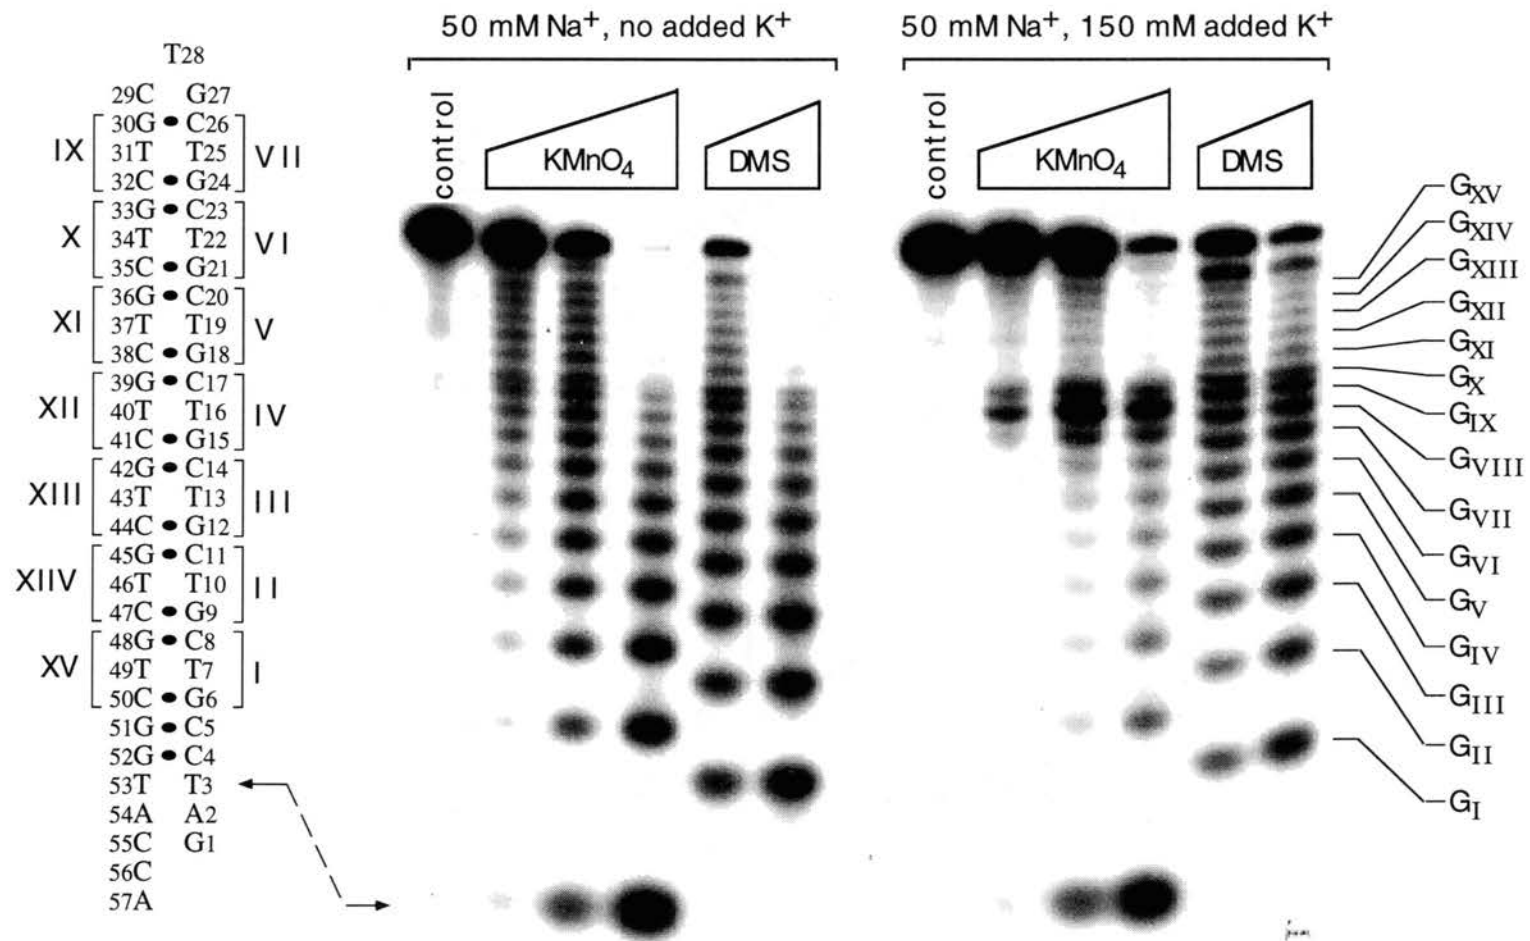 50 mM Na+, no added K+
50 mM Na+, 150 mM added K+
control
KMnO4
DMS
control
KMnO4
DMS
T28
29C G27
30G • C26
31T T25
32C • G24
33G • C23
34T T22
35C • G21
36G • C20
37T T19
38C • G18
39G • C17
40T T16
41C • G15
42G • C14
43T T13
44C • G12
45G • C11
46T T10
47C • G9
48G • C8
49T T7
50C • G6
51G • C5
52G • C4
53T T3
54A A2
55C G1
56C
57A
IX
X
XI
XII
XIII
XIIV
XV
VII
VI
V
IV
III
II
I
GXV
GXIV
GXIII
GXII
GXI
GX
GIX
GVIII
GVII
GVI
GV
GIV
GIII
GII
GI